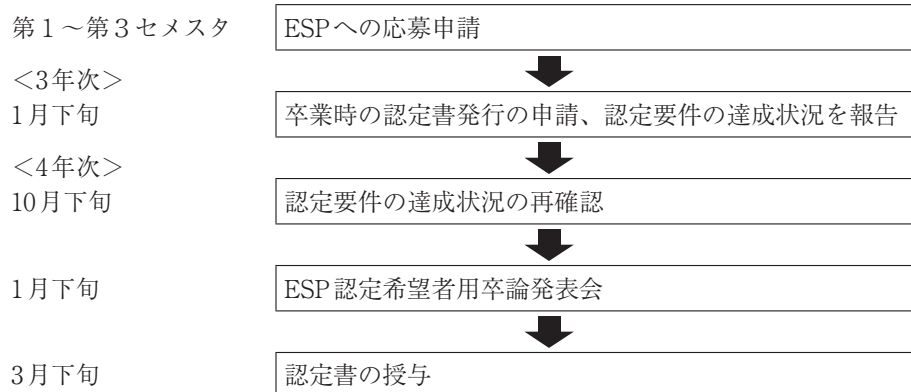 第1～第3セメスタ ESPへの応募申請
＜3年次＞
1月下旬 卒業時の認定書発行の申請、認定要件の達成状況を報告
＜4年次＞
10月下旬 認定要件の達成状況の再確認
1月下旬 ESP認定希望者用卒論発表会
3月下旬 認定書の授与